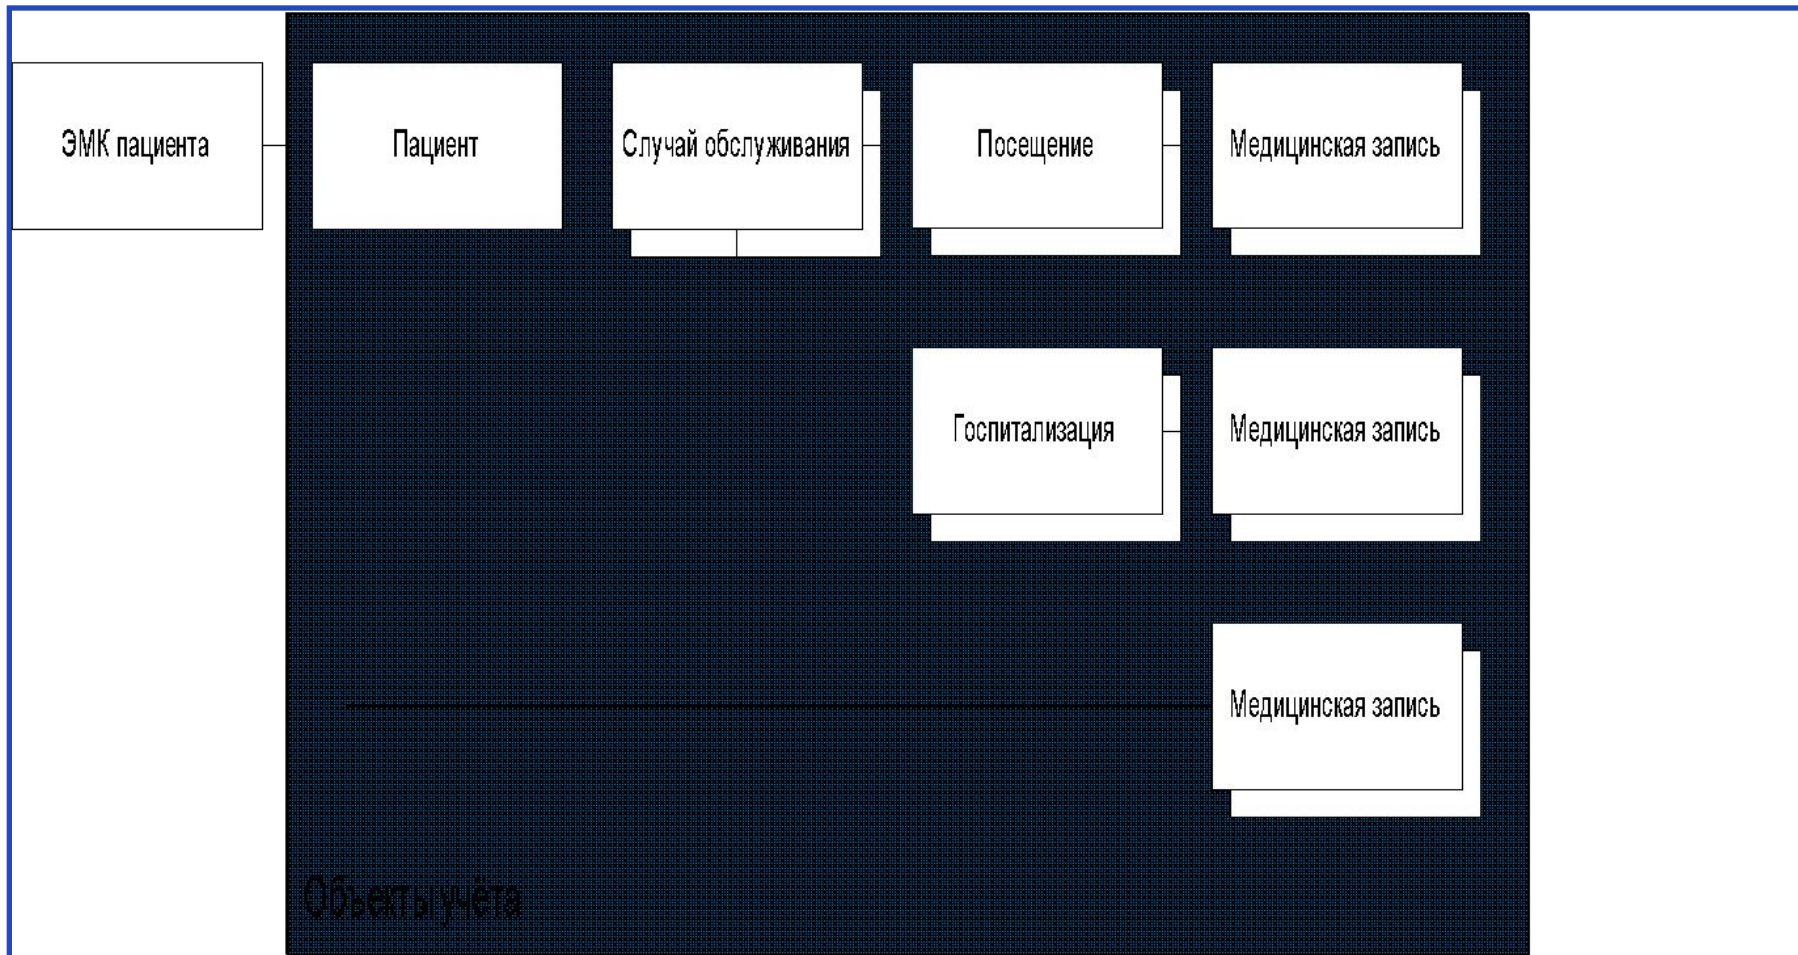 ЭМК пациента
Пациент
Случай обслуживания
Посещение
Медицинская запись
Госпитализация
Медицинская запись
Медицинская запись
Объекты учёта